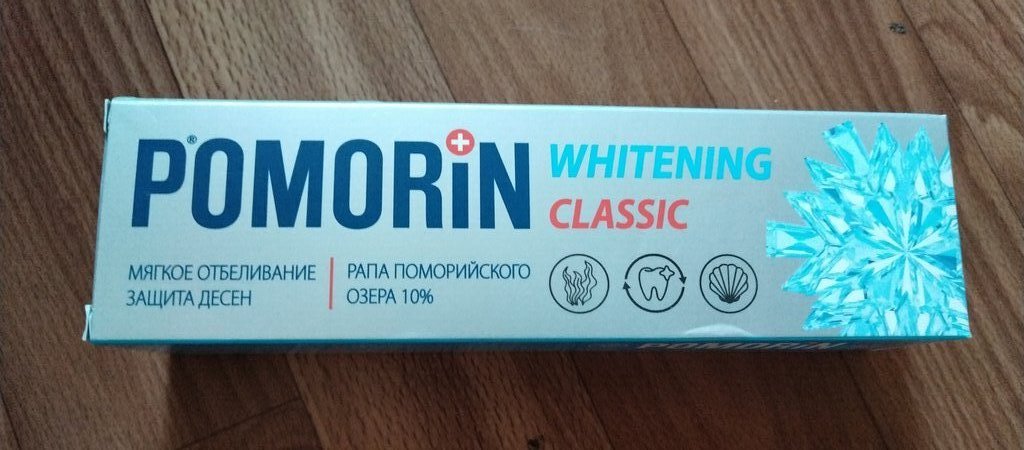 POMORiN®
WHITENING
CLASSIC
МЯГКОЕ ОТБЕЛИВАНИЕ
ЗАЩИТА ДЕСЕН
РАПА ПОМОРИЙСКОГО
ОЗЕРА 10%
POMORIN